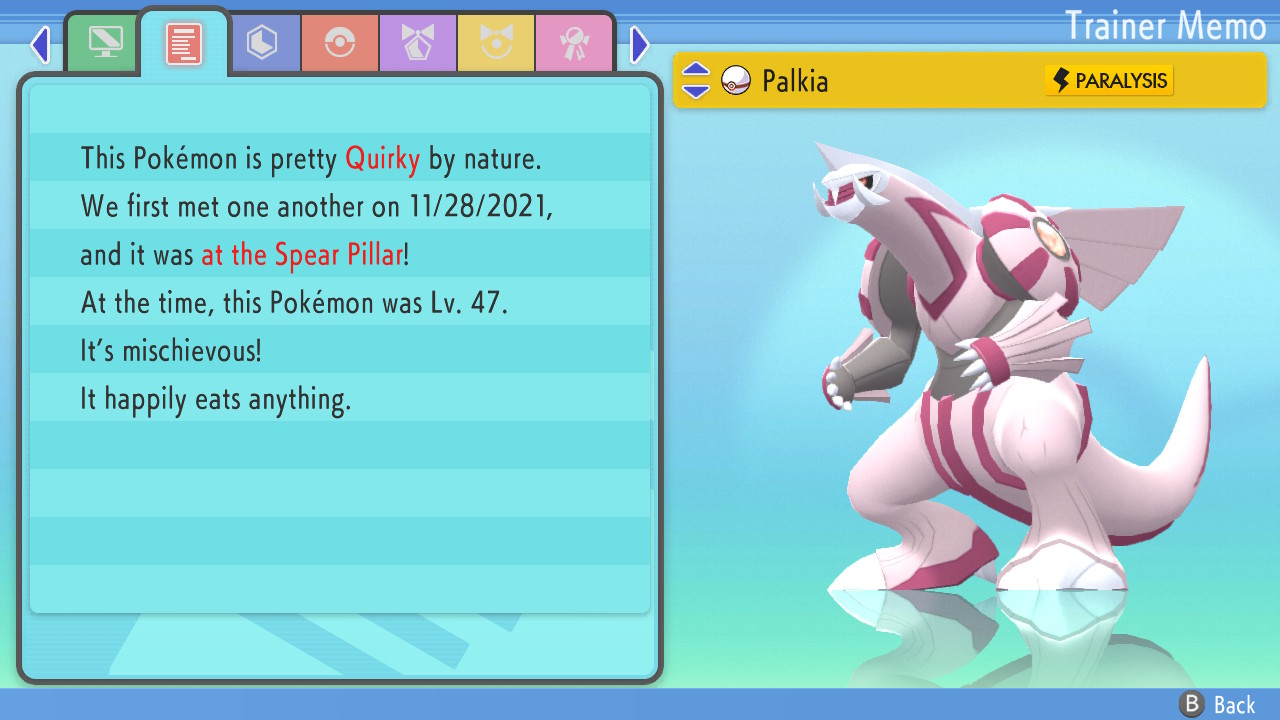 Trainer Memo
Palkia
PARALYSIS
This Pokémon is pretty Quirky by nature.
We first met one another on 11/28/2021,
and it was at the Spear Pillar!
At the time, this Pokémon was Lv. 47.
It's mischievous!
It happily eats anything.
B Back